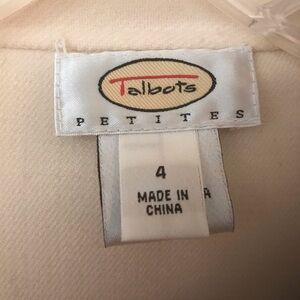 Talbots
PETITES
4
MADE IN A
CHINA